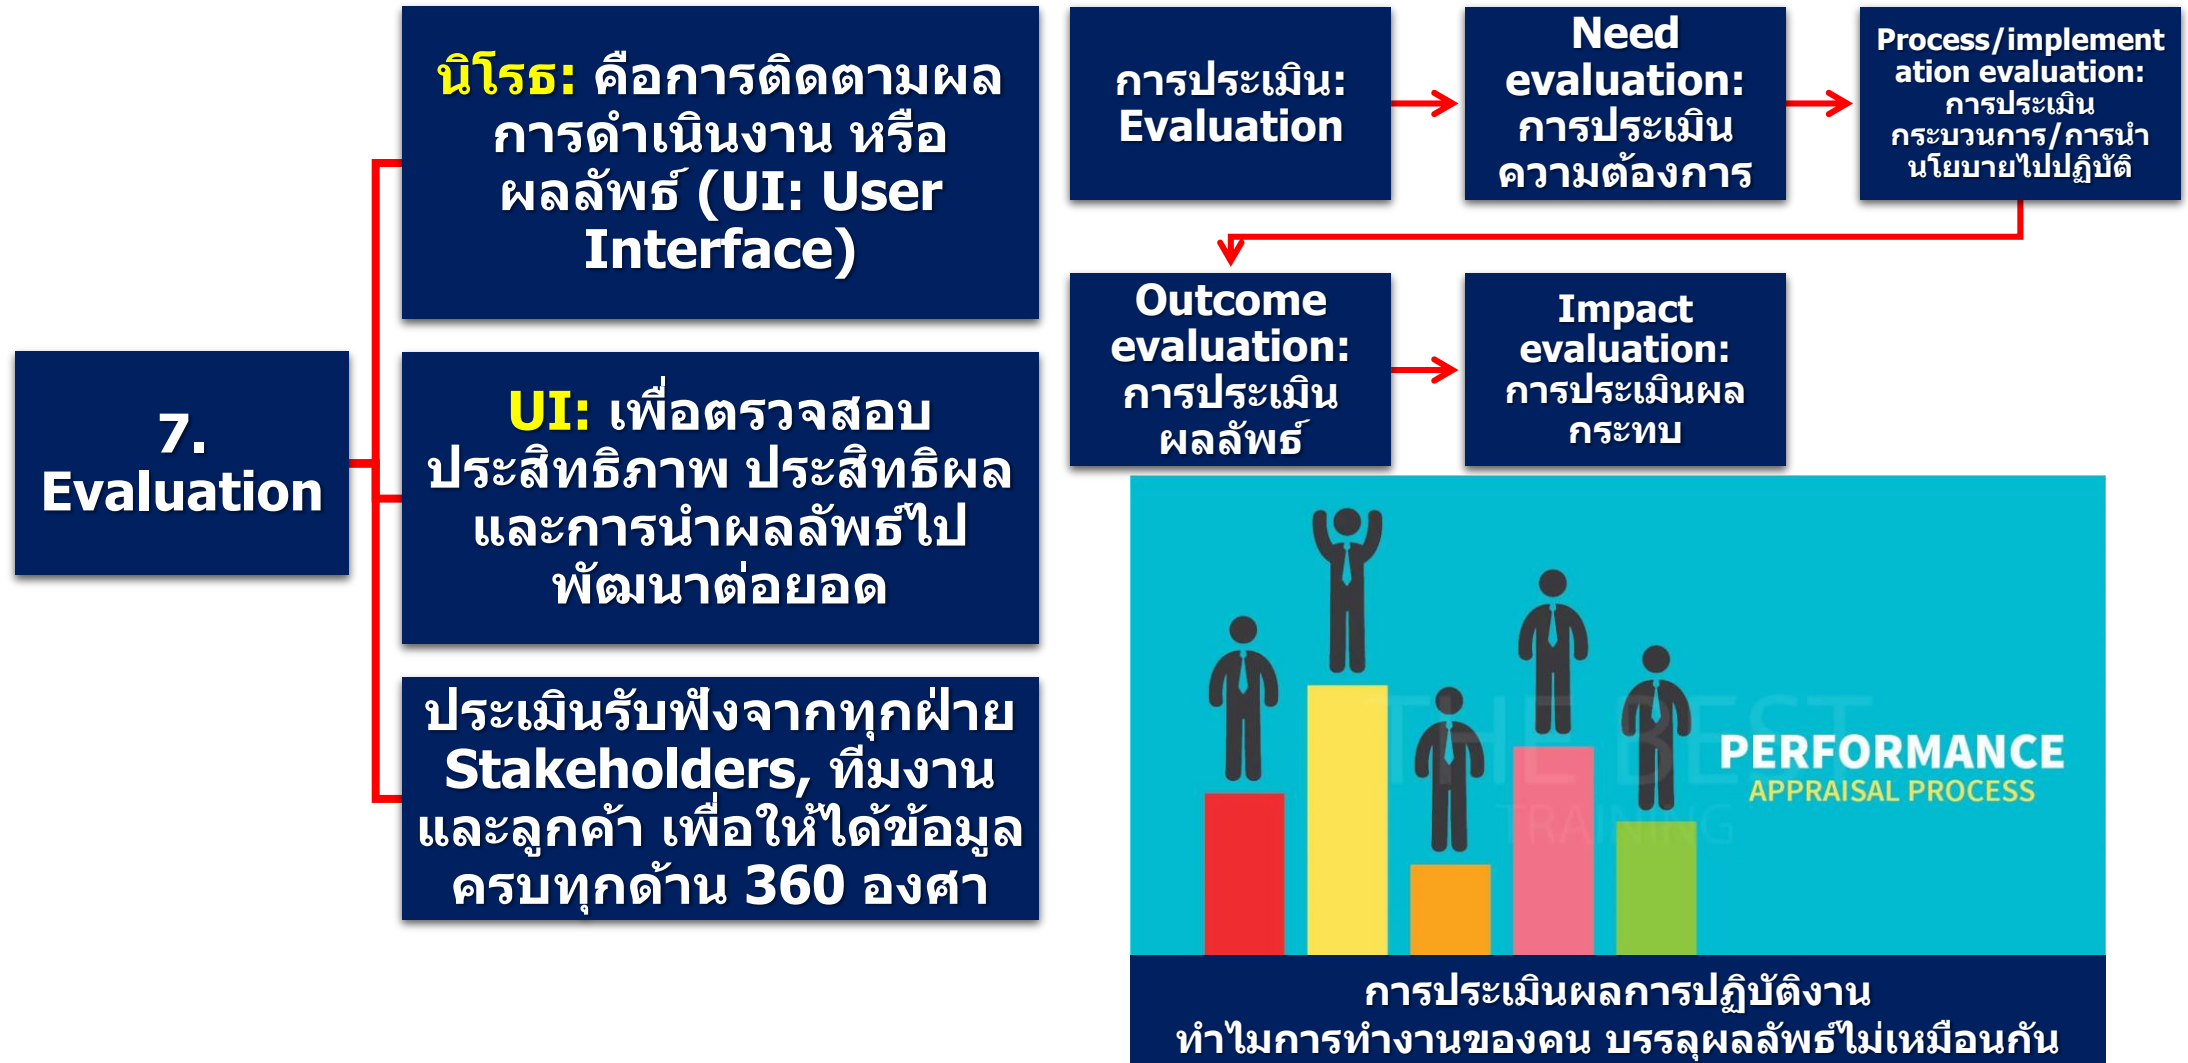 7.
Evaluation
นิโรธ: คือการติดตามผล
การดำเนินงาน หรือ
ผลลัพธ์ (UI: User
Interface)
UI: เพื่อตรวจสอบ
ประสิทธิภาพ ประสิทธิผล
และการนำผลลัพธ์ไป
พัฒนาต่อยอด
ประเมินรับฟังจากทุกฝ่าย
Stakeholders, ทีมงาน
และลูกค้า เพื่อให้ได้ข้อมูล
ครบทุกด้าน 360 องศา
การประเมิน:
Evaluation
Need
evaluation:
การประเมิน
ความต้องการ
Process/implement
ation evaluation:
การประเมิน
กระบวนการ/การนำ
นโยบายไปปฏิบัติ
Outcome
evaluation:
การประเมิน
ผลลัพธ์
Impact
evaluation:
การประเมินผล
กระทบ
THE BEST
TRAINING
PERFORMANCE
APPRAISAL PROCESS
การประเมินผลการปฏิบัติงาน
ทำไมการทำงานของคน บรรลุผลลัพธ์ไม่เหมือนกัน